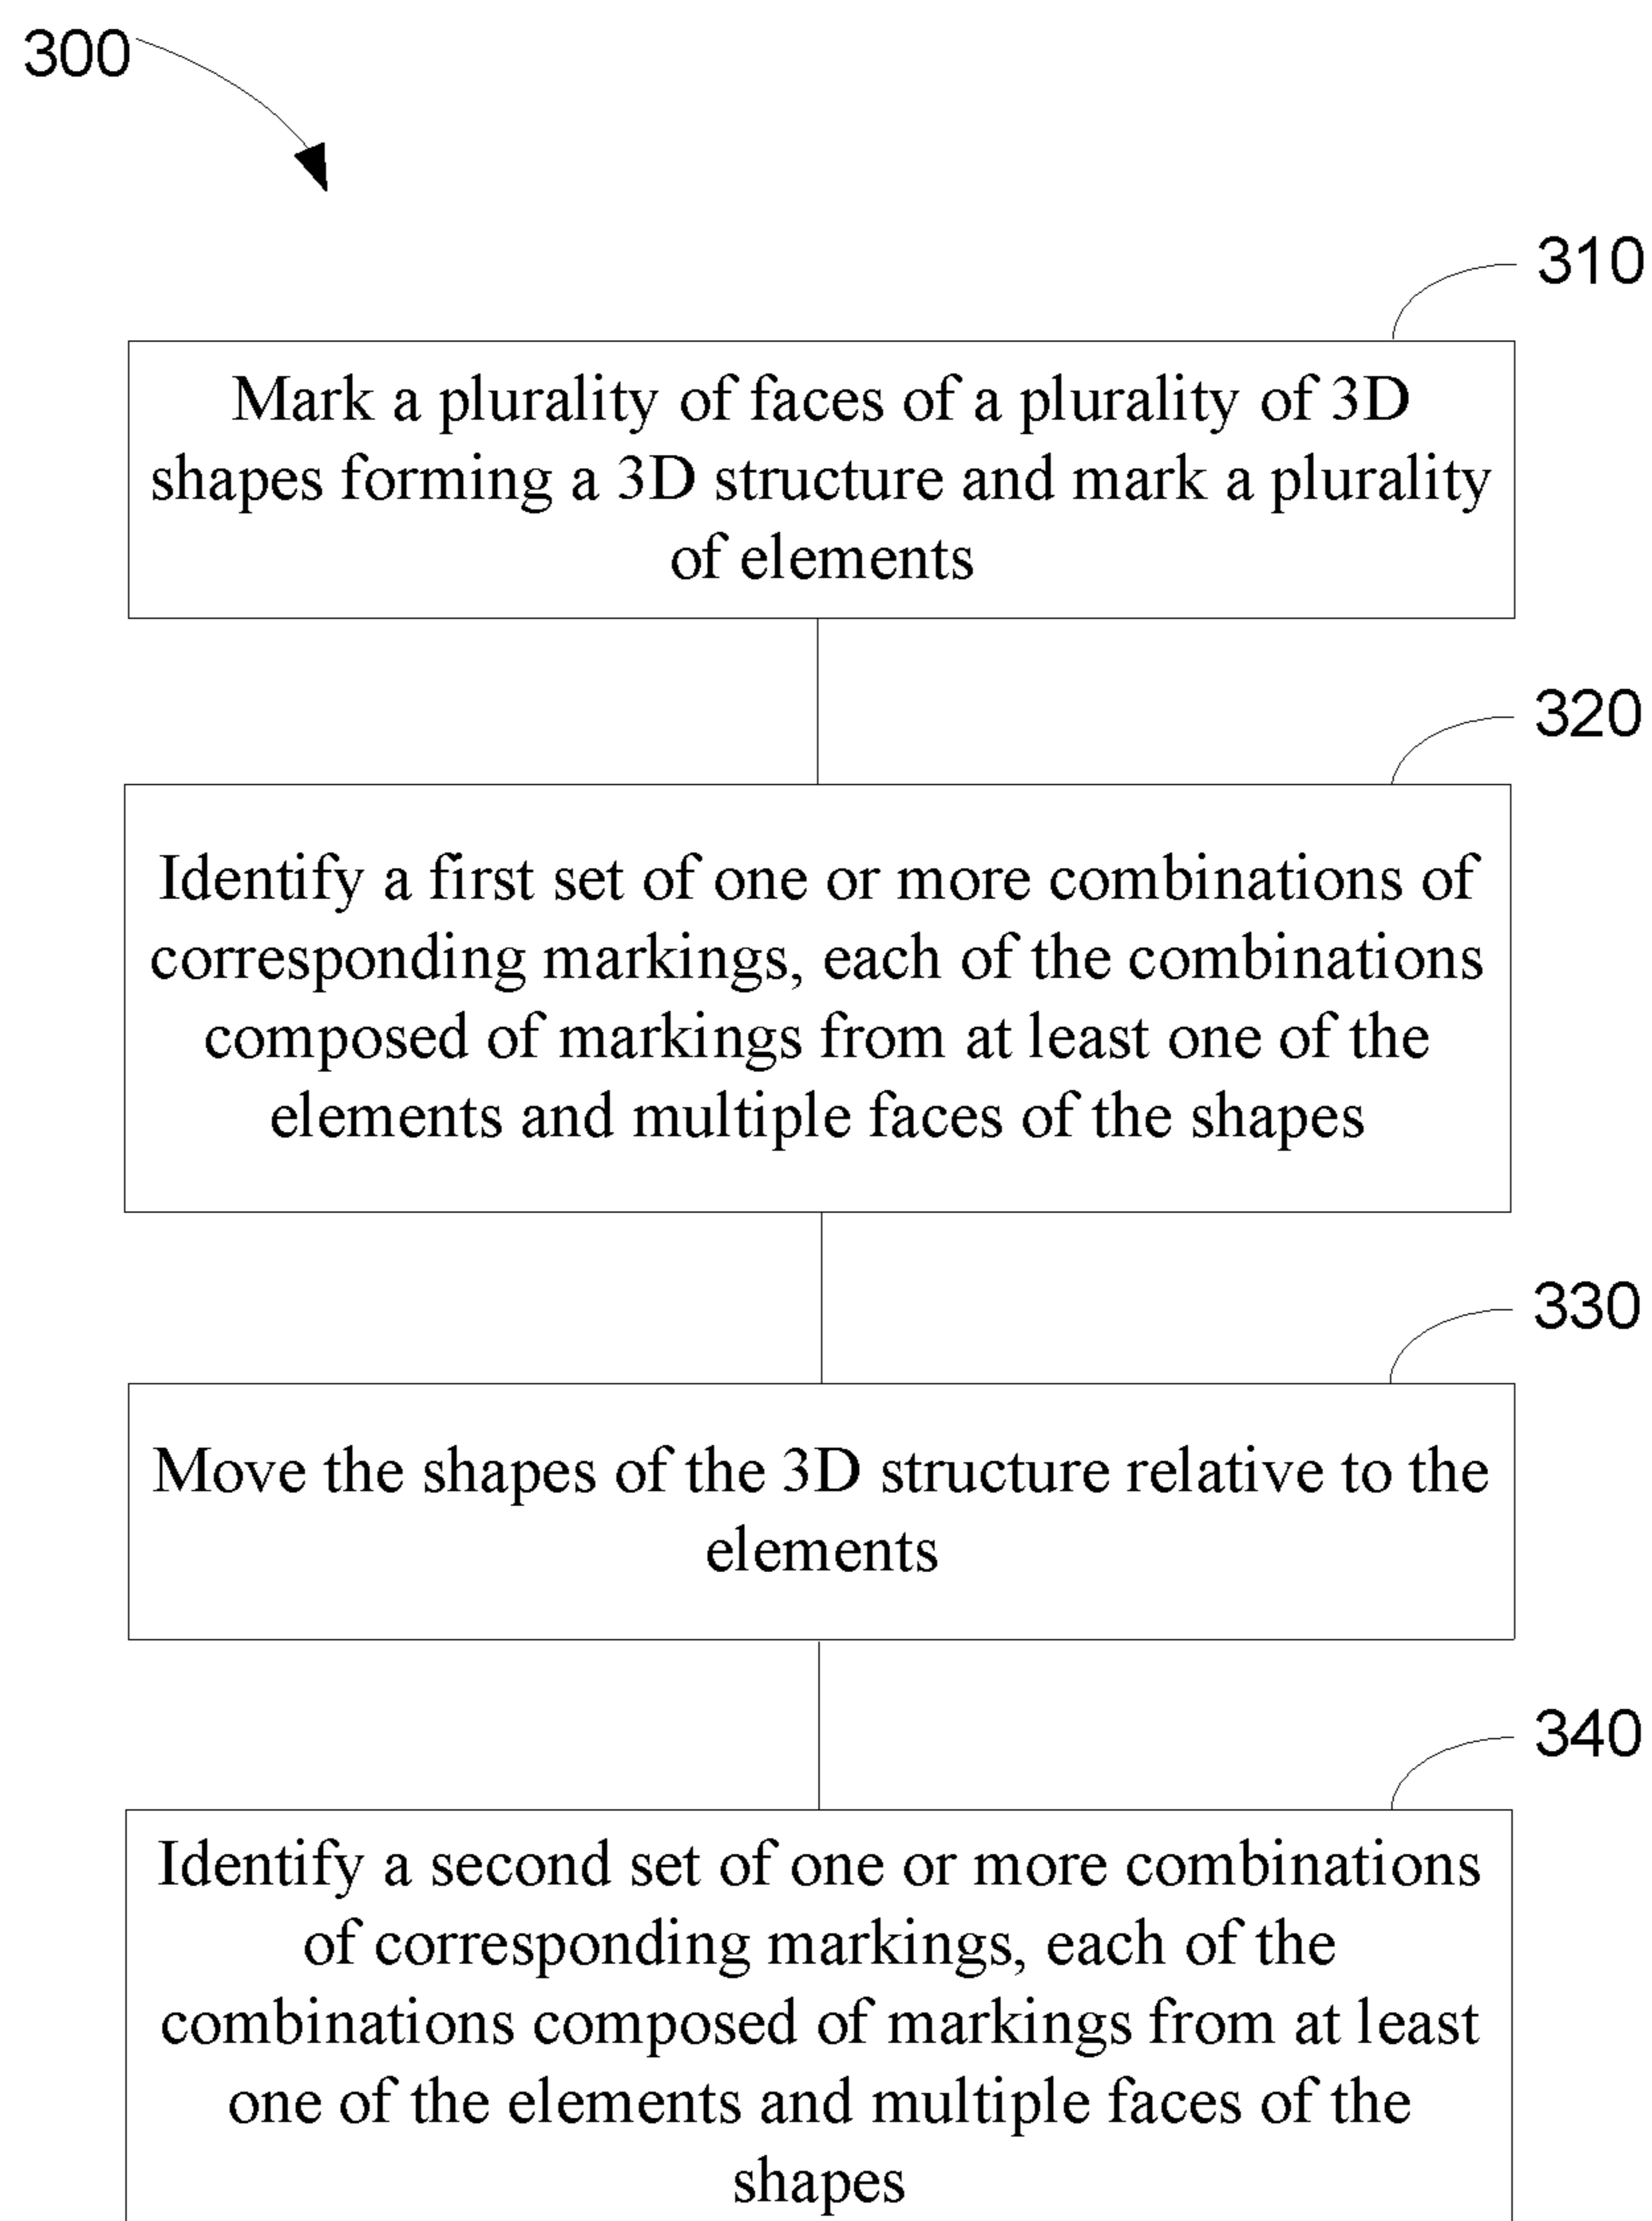 300
310
Mark a plurality of faces of a plurality of 3D
shapes forming a 3D structure and mark a plurality
of elements
320
Identify a first set of one or more combinations of
corresponding markings, each of the combinations
composed of markings from at least one of the
elements and multiple faces of the shapes
330
Move the shapes of the 3D structure relative to the
elements
340
Identify a second set of one or more combinations
of corresponding markings, each of the
combinations composed of markings from at least
one of the elements and multiple faces of the
shapes